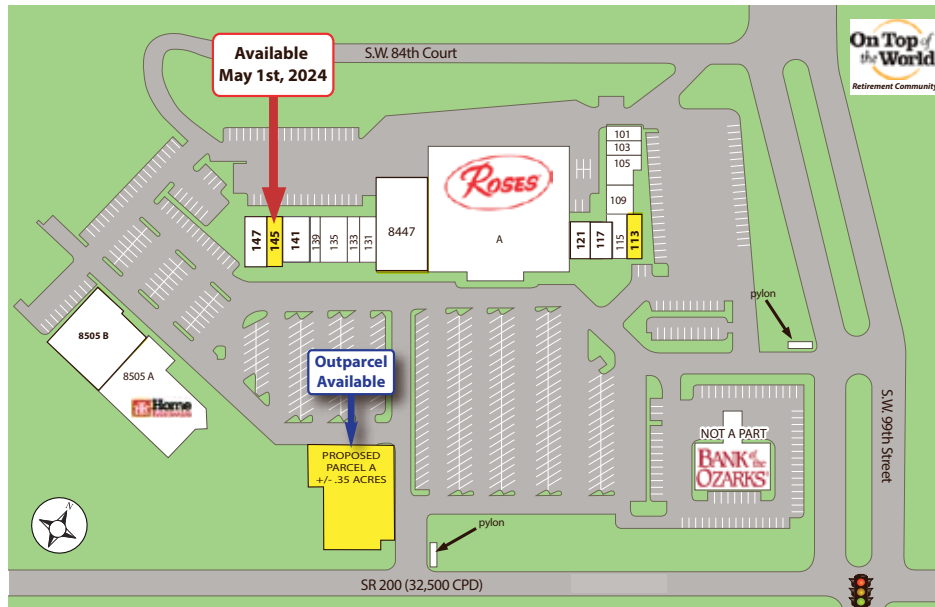 On Top of
the World
Retirement Community
S.W. 84th Court
Available
May 1st, 2024
101
103
105
109
ROSES
A
8447
147
145
141
139
135
133
131
121
117
115
113
pylon
8505 B
8505 A
Home
Outparcel
Available
PROPOSED
PARCEL A
+/- .35 ACRES
NOT A PART
BANK of the
OZARKS
S.W. 99th Street
N
pylon
SR 200 (32,500 CPD)